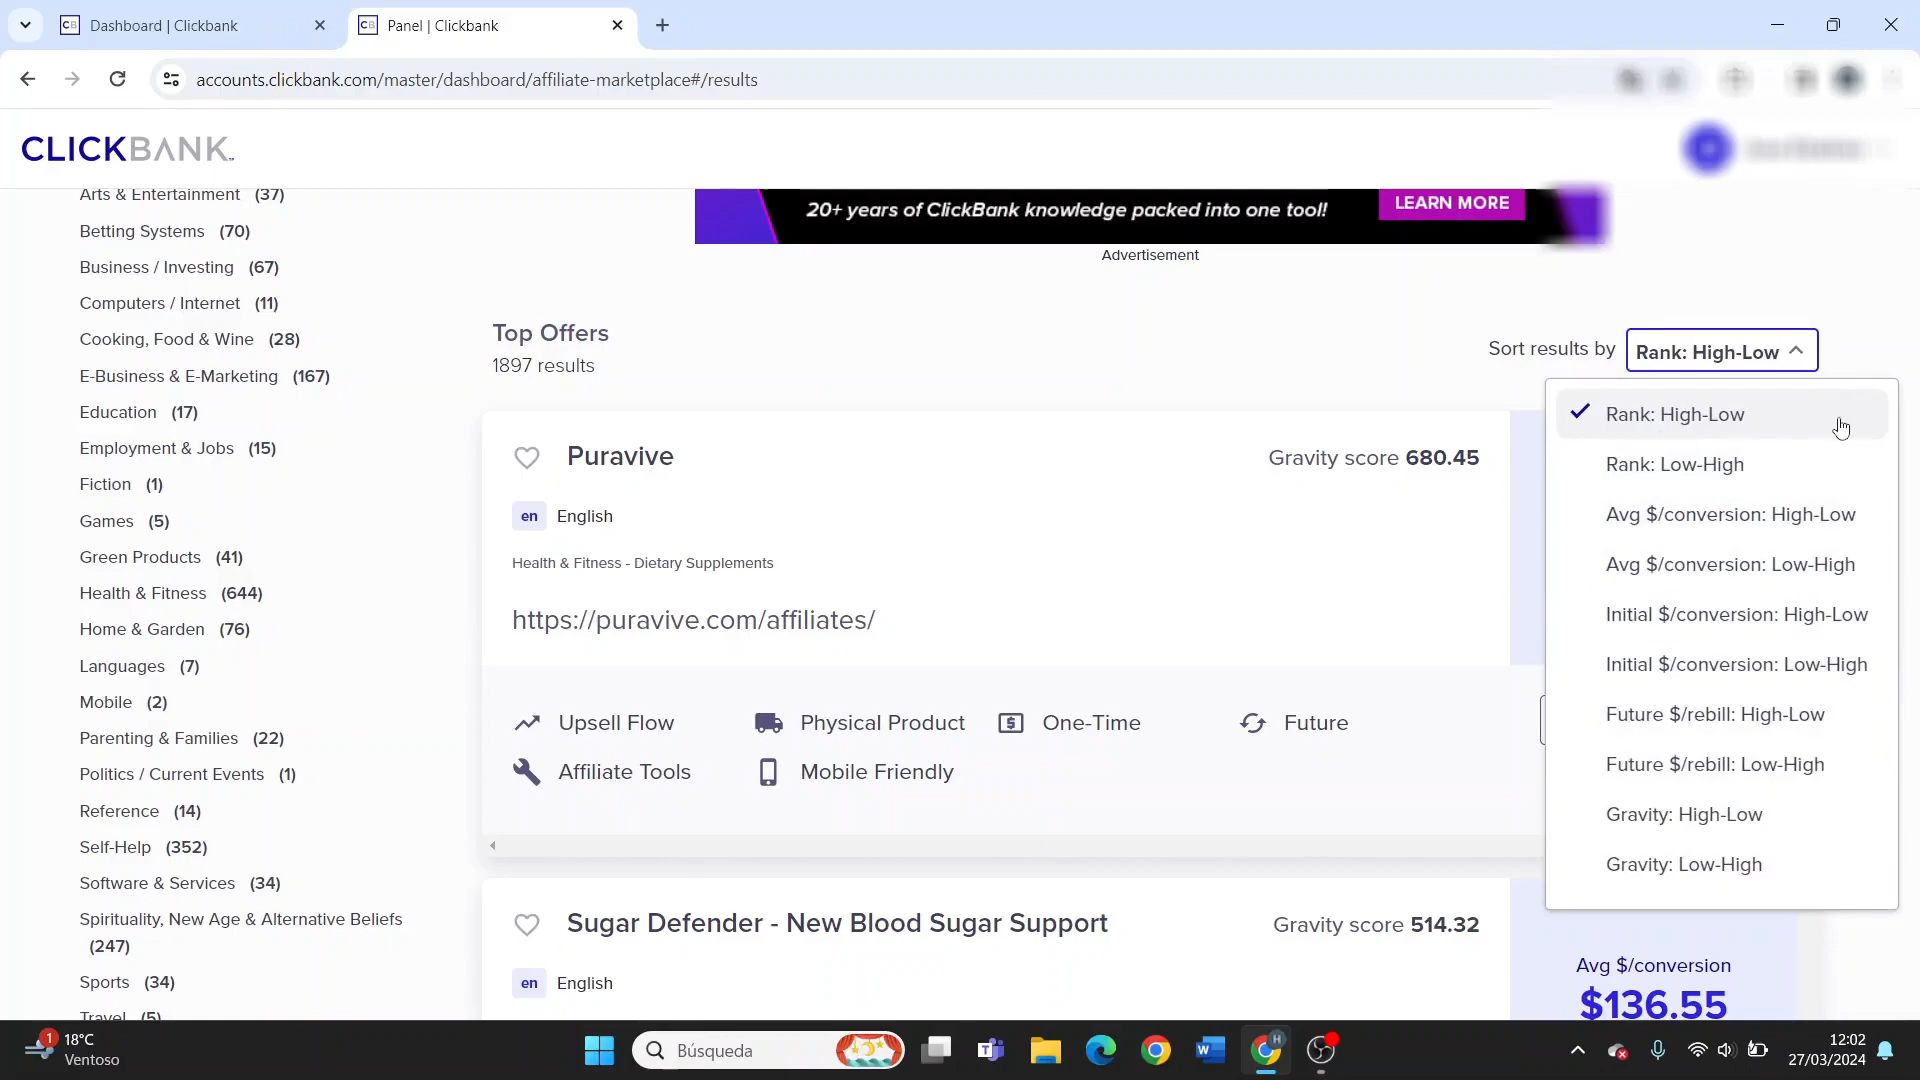 Dashboard | Clickbank
Panel | Clickbank
accounts.clickbank.com/master/dashboard/affiliate-marketplace#/results
CLICKBANK
Arts & Entertainment (37)
Betting Systems (70)
Business / Investing (67)
Computers / Internet (11)
Cooking, Food & Wine (28)
E-Business & E-Marketing (167)
Education (17)
Employment & Jobs (15)
Fiction (1)
Games (5)
Green Products (41)
Health & Fitness (644)
Home & Garden (76)
Languages (7)
Mobile (2)
Parenting & Families (22)
Politics / Current Events (1)
Reference (14)
Self-Help (352)
Software & Services (34)
Spirituality, New Age & Alternative Beliefs
(247)
Sports (34)
Travel (5)
20+ years of ClickBank knowledge packed into one tool!
LEARN MORE
Advertisement
Top Offers
1897 results
Sort results by
Rank: High-Low
Rank: High-Low
Rank: Low-High
Avg $/conversion: High-Low
Avg $/conversion: Low-High
Initial $/conversion: High-Low
Initial $/conversion: Low-High
Future $/rebill: High-Low
Future $/rebill: Low-High
Gravity: High-Low
Gravity: Low-High
Puravive
Gravity score 680.45
en English
Health & Fitness - Dietary Supplements
https://puravive.com/affiliates/
Upsell Flow
Physical Product
One-Time
Future
Affiliate Tools
Mobile Friendly
Sugar Defender - New Blood Sugar Support
Gravity score 514.32
en English
Avg $/conversion
$136.55
1
18°C
Ventoso
Búsqueda
12:02
27/03/2024